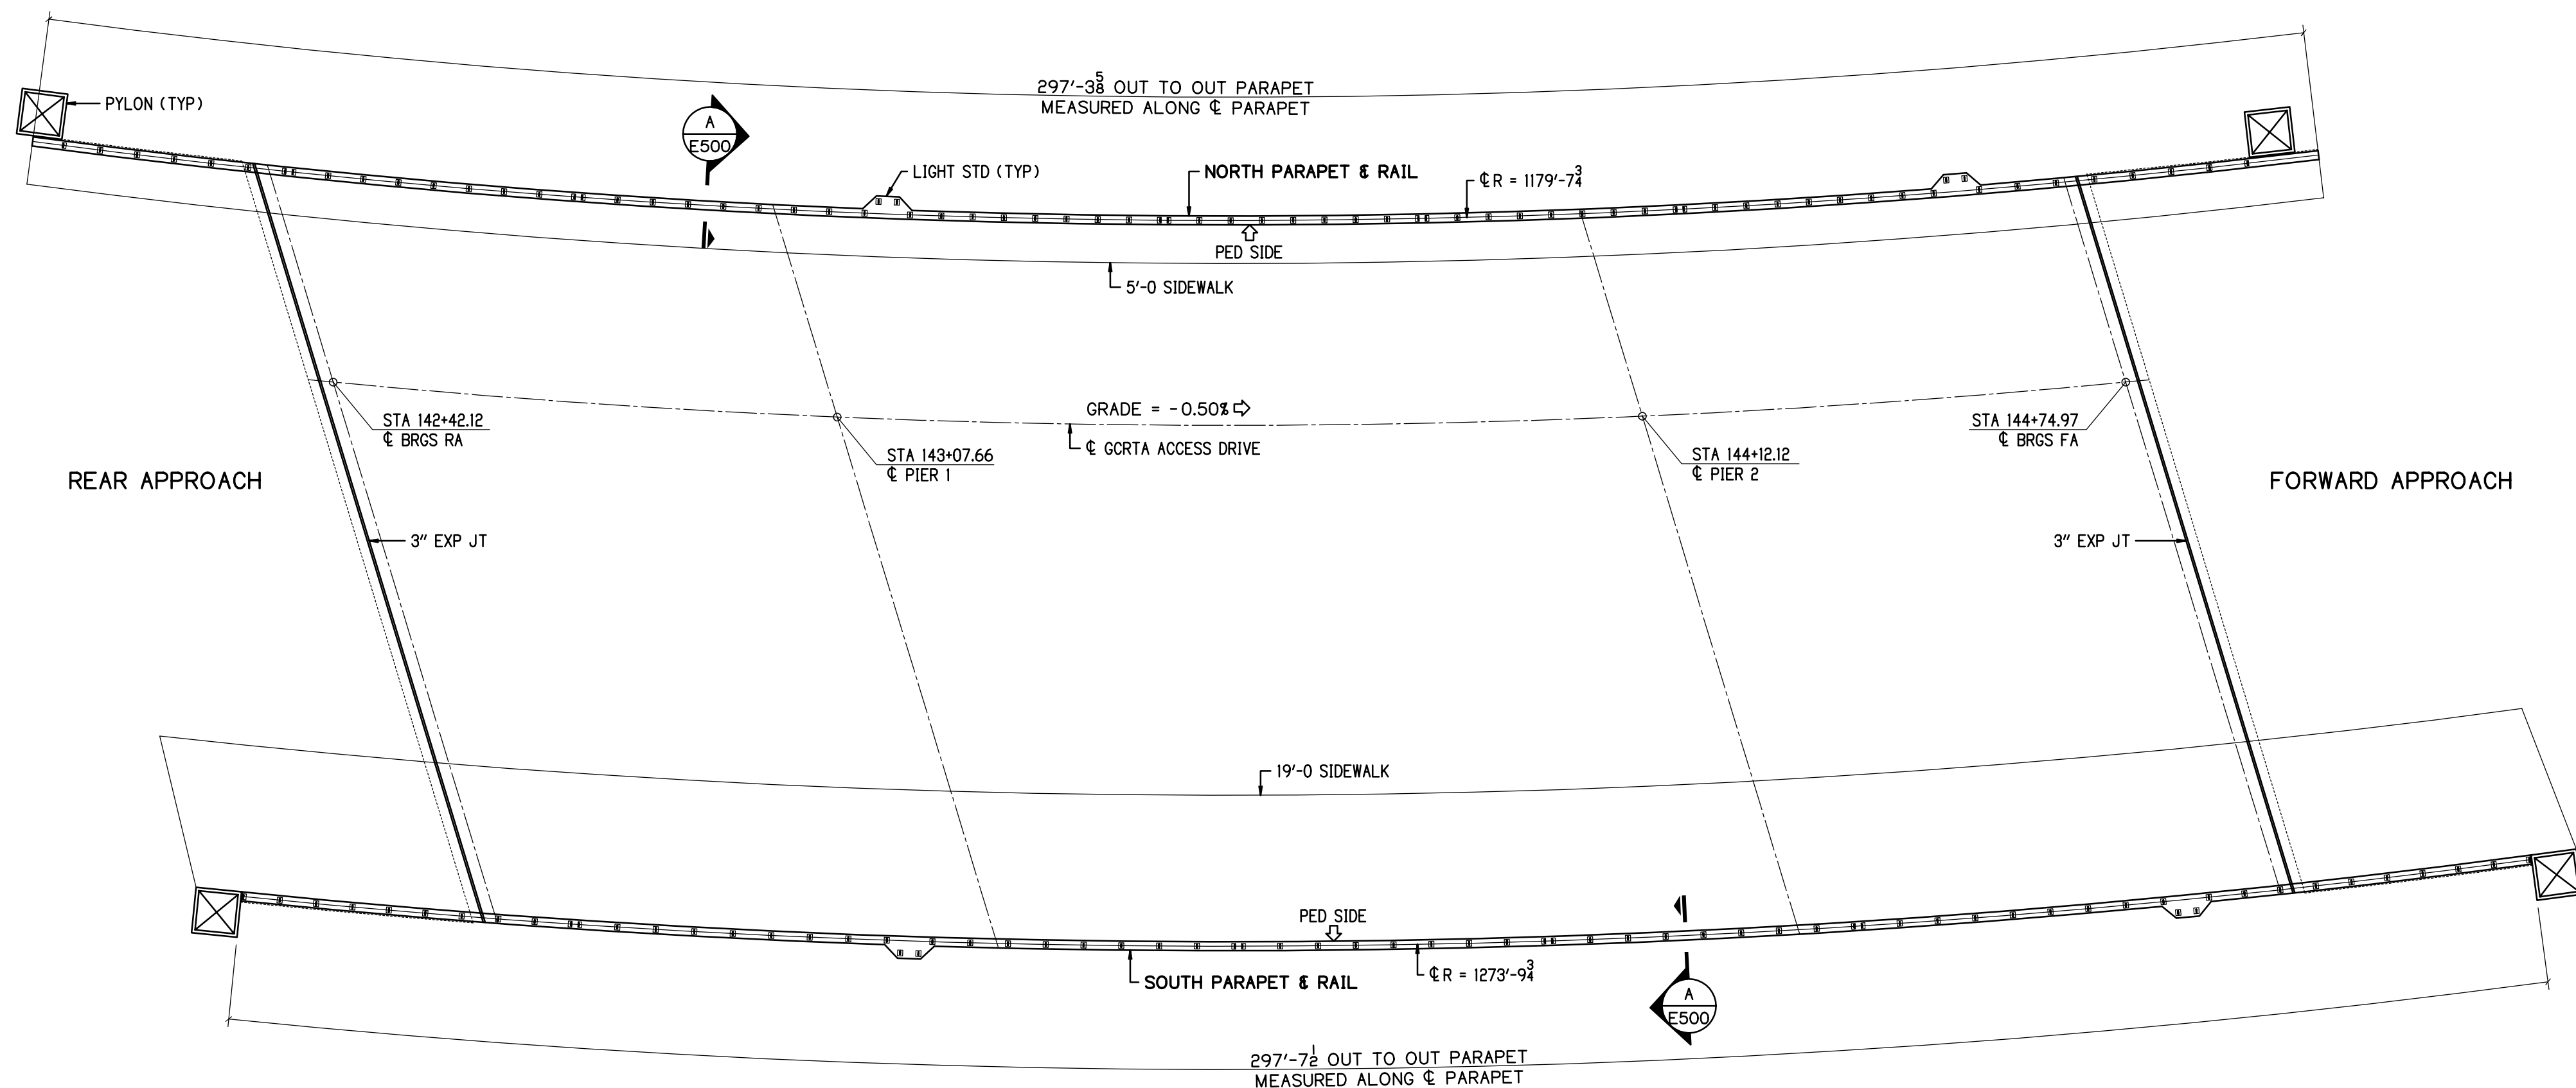 297'-3 5/8 OUT TO OUT PARAPET
MEASURED ALONG ℄ PARAPET
PYLON (TYP)
A
E500
LIGHT STD (TYP)
NORTH PARAPET & RAIL
℄ R = 1179'-7 3/4
PED SIDE
5'-0 SIDEWALK
GRADE = -0.50%
STA 142+42.12
℄ BRGS RA
STA 143+07.66
℄ PIER 1
℄ GCRTA ACCESS DRIVE
STA 144+12.12
℄ PIER 2
STA 144+74.97
℄ BRGS FA
REAR APPROACH
FORWARD APPROACH
3" EXP JT
3" EXP JT
19'-0 SIDEWALK
PED SIDE
SOUTH PARAPET & RAIL
℄ R = 1273'-9 3/4
A
E500
297'-7 1/2 OUT TO OUT PARAPET
MEASURED ALONG ℄ PARAPET